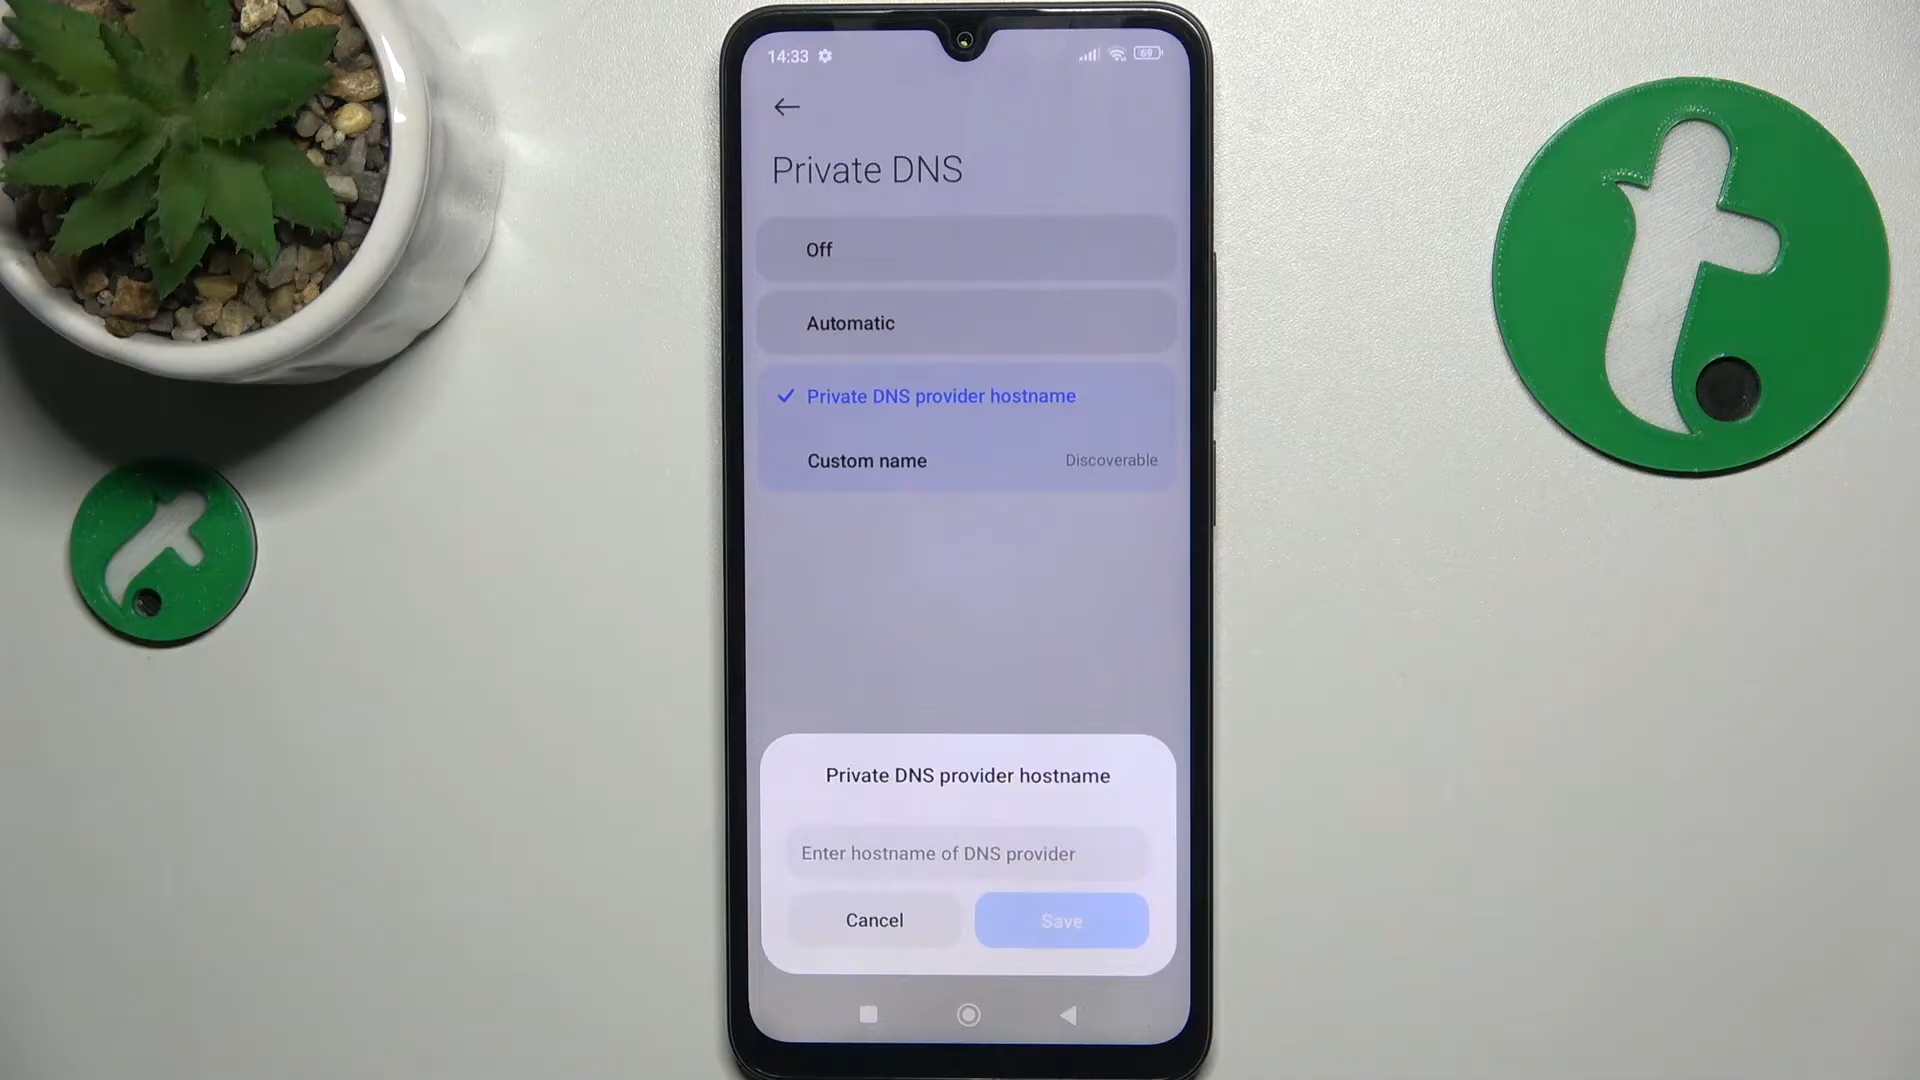 14:33
69
Private DNS
Off
Automatic
Private DNS provider hostname
Custom name Discoverable
Private DNS provider hostname
Enter hostname of DNS provider
Cancel Save